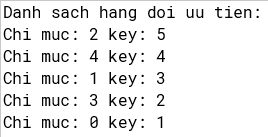 Danh sach hang doi uu tien:
Chi muc: 2 key: 5
Chi muc: 4 key: 4
Chi muc: 1 key: 3
Chi muc: 3 key: 2
Chi muc: 0 key: 1